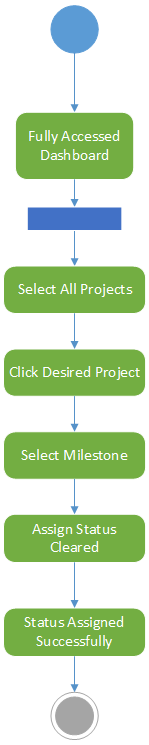 Fully Accessed
Dashboard
Select All Projects
Click Desired Project
Select Milestone
Assign Status
Cleared
Status Assigned
Successfully